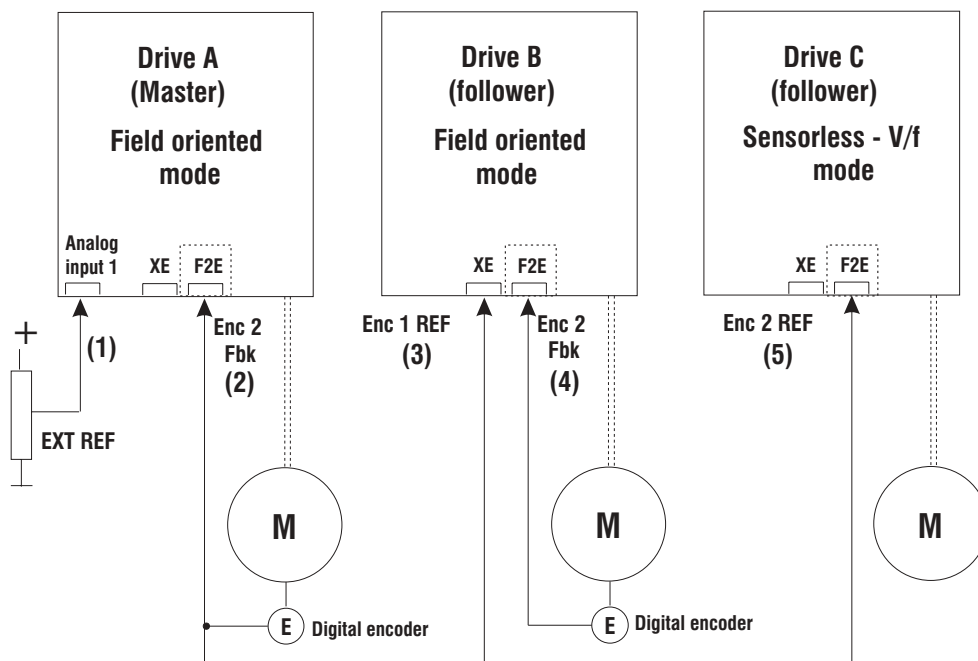 Drive A
(Master)
Field oriented
mode
Analog
input 1
XE
F2E
Enc 2
Fbk
(2)
(1)
+
EXT REF
M
E
Digital encoder
Drive B
(follower)
Field oriented
mode
XE
F2E
Enc 1 REF
(3)
Enc 2
Fbk
(4)
M
E
Digital encoder
Drive C
(follower)
Sensorless - V/f
mode
XE
F2E
Enc 2 REF
(5)
M